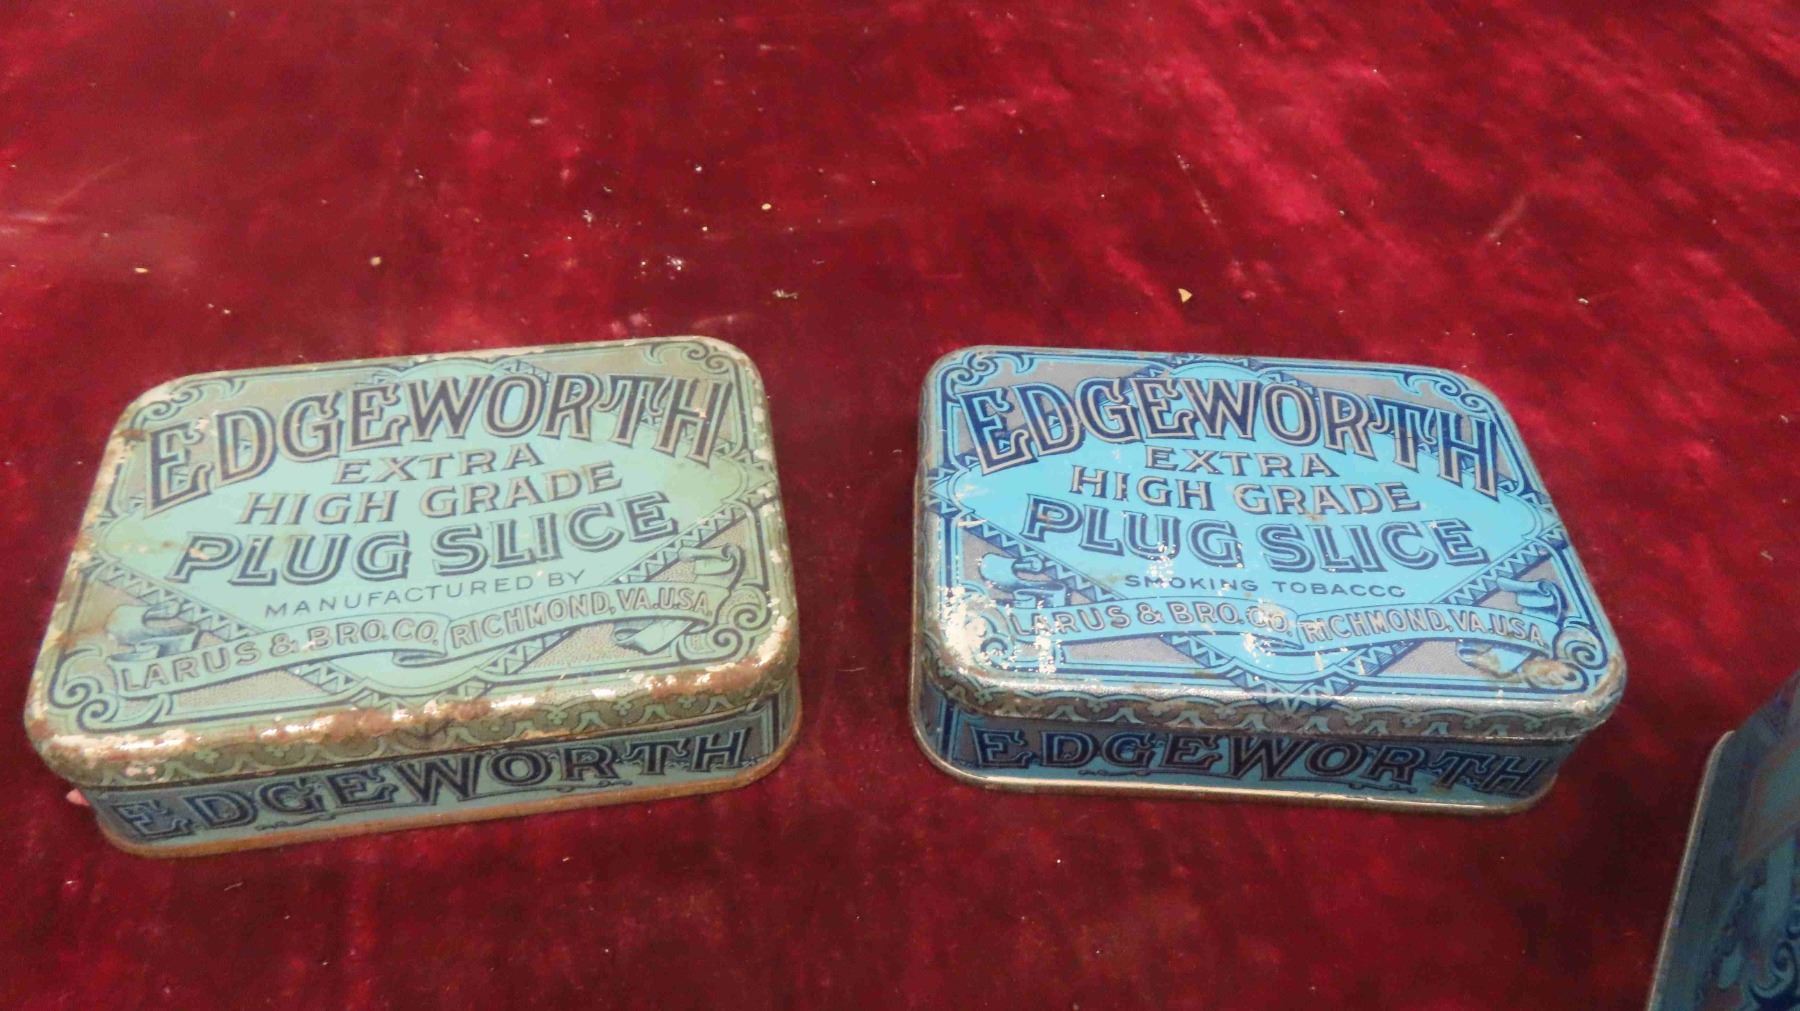 EDGEWORTH
EXTRA
HIGH GRADE
PLUG SLICE
MANUFACTURED BY
LARUS & BRO. CO. RICHMOND, VA. U.S.A.
EDGEWORTH
EDGEWORTH
EXTRA
HIGH GRADE
PLUG SLICE
SMOKING TOBACCO
LARUS & BRO. CO. RICHMOND, VA. U.S.A.
EDGEWORTH